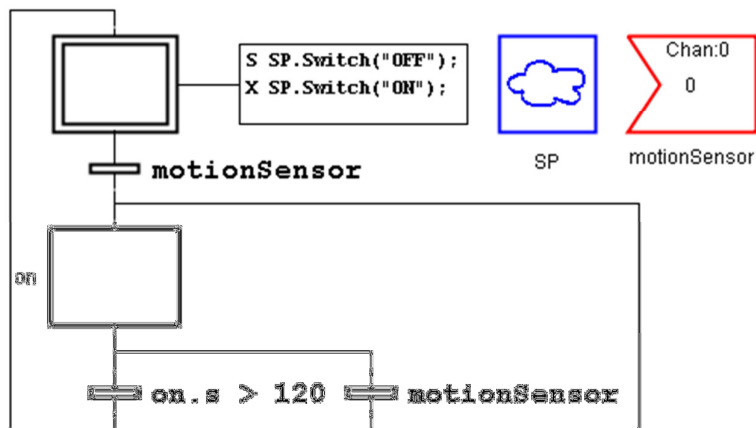 S SP.Switch("OFF");
X SP.Switch("ON");
Chan:0
0
SP
motionSensor
motionSensor
on
on.s > 120
motionSensor